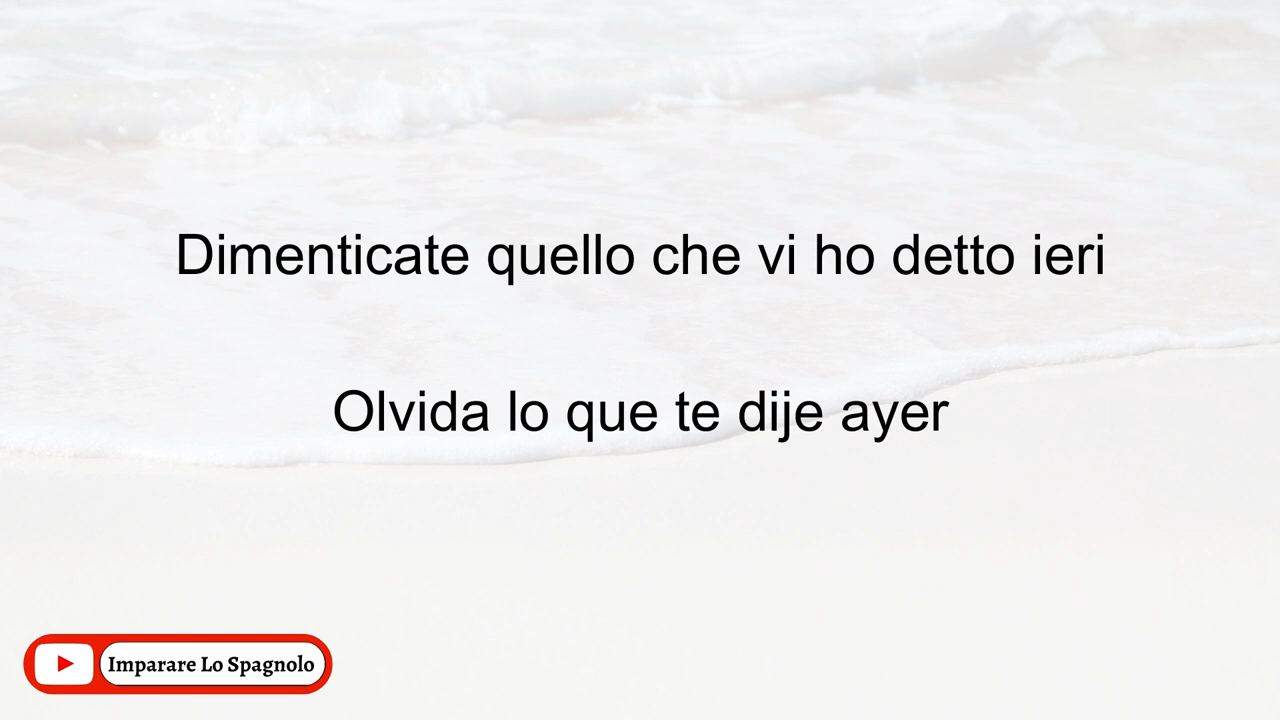 Dimenticate quello che vi ho detto ieri
Olvida lo que te dije ayer
Imparare Lo Spagnolo